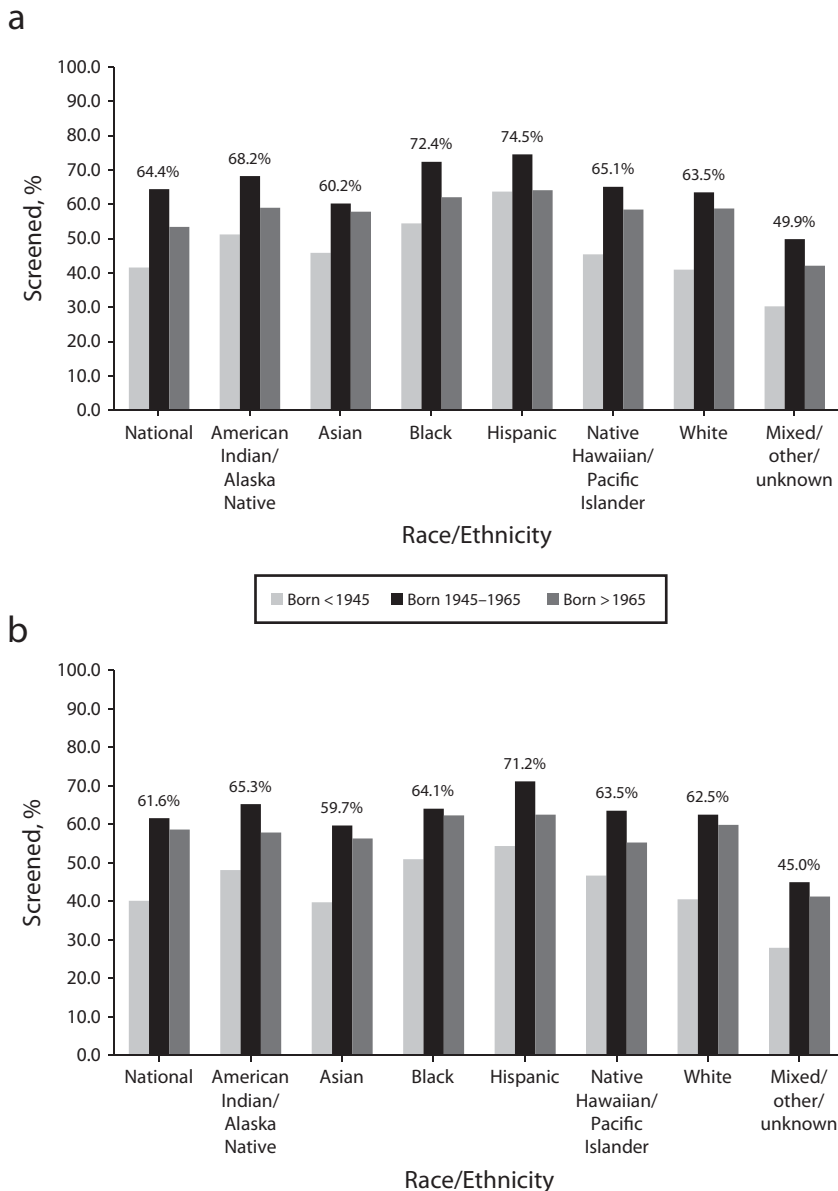 a
100.0
90.0
80.0
70.0
60.0
50.0
40.0
30.0
20.0
10.0
0.0
Screened, %
64.4%
68.2%
60.2%
72.4%
74.5%
65.1%
63.5%
49.9%
National
American
Indian/
Alaska
Native
Asian
Black
Hispanic
Native
Hawaiian/
Pacific
Islander
White
Mixed/
other/
unknown
Race/Ethnicity
Born < 1945 Born 1945–1965 Born > 1965
b
100.0
90.0
80.0
70.0
60.0
50.0
40.0
30.0
20.0
10.0
0.0
Screened, %
61.6%
65.3%
59.7%
64.1%
71.2%
63.5%
62.5%
45.0%
National
American
Indian/
Alaska
Native
Asian
Black
Hispanic
Native
Hawaiian/
Pacific
Islander
White
Mixed/
other/
unknown
Race/Ethnicity